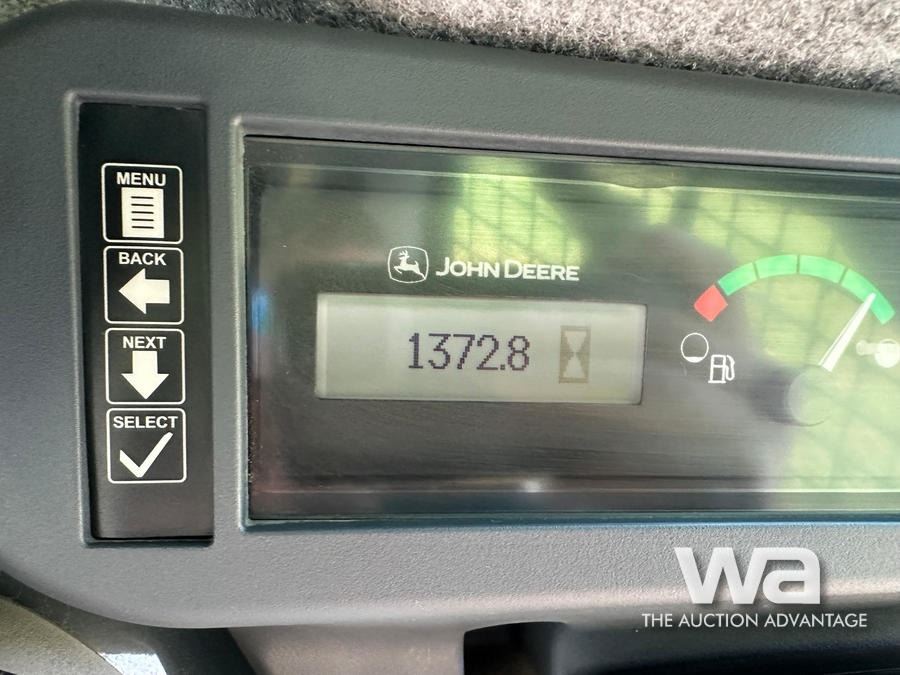 MENU
BACK
NEXT
SELECT
JOHN DEERE
1372.8
wa
THE AUCTION ADVANTAGE